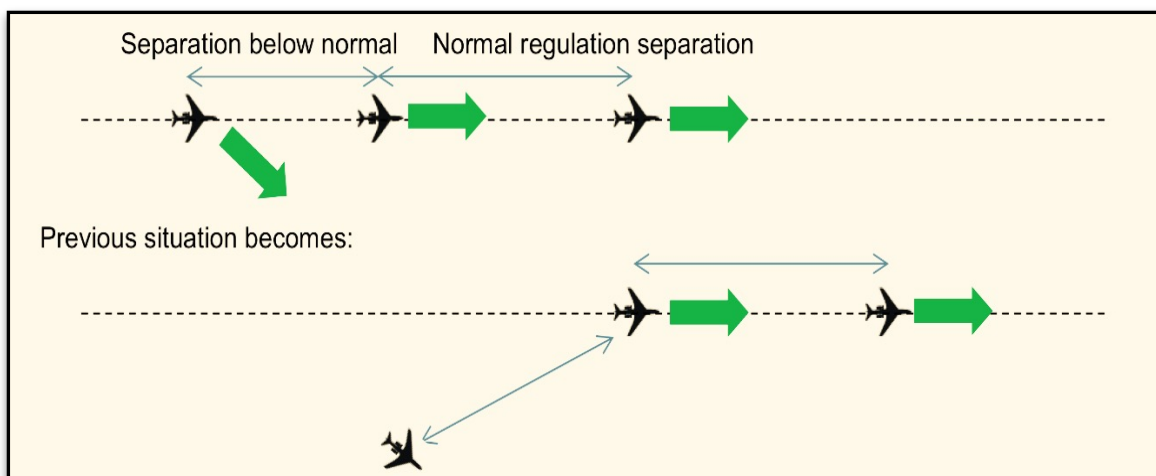 Separation below normal Normal regulation separation
Previous situation becomes: